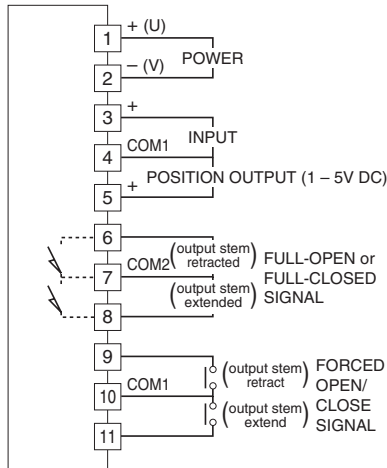 1 + (U)
POWER
2 – (V)
3 +
INPUT
4 COM1
POSITION OUTPUT (1 – 5V DC)
5 +
6
(output stem retracted)
7 COM2
FULL-OPEN or
FULL-CLOSED
SIGNAL
(output stem extended)
8
9
(output stem retract)
10 COM1
FORCED
OPEN/
CLOSE
SIGNAL
(output stem extend)
11